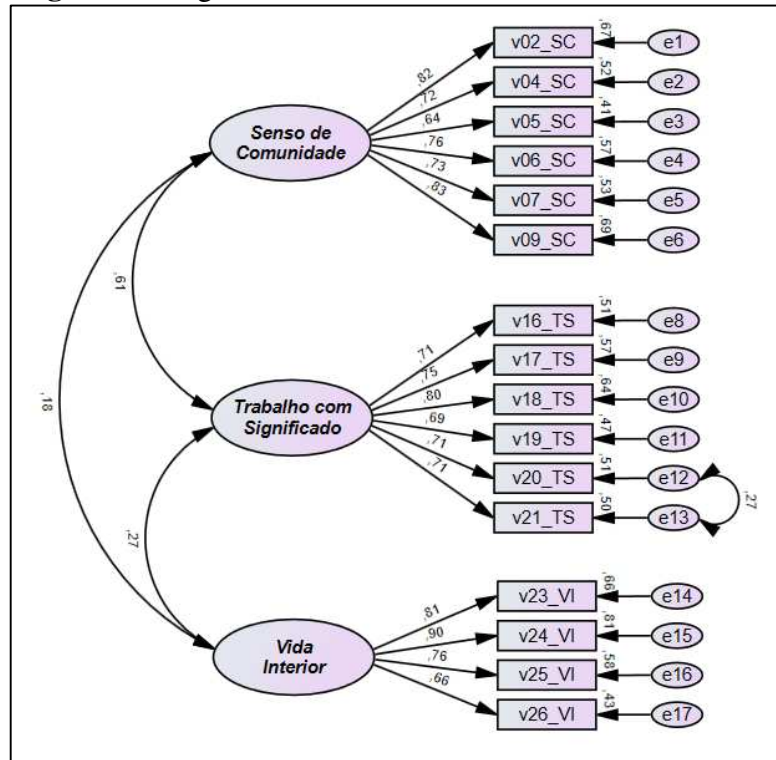 Senso de
Comunidade
,82
,72
,64
,76
,73
,83
,67
v02_SC
e1
,52
v04_SC
e2
,41
v05_SC
e3
,57
v06_SC
e4
,53
v07_SC
e5
,69
v09_SC
e6
,61
,18
,27
Trabalho com
Significado
,71
,75
,80
,69
,71
,71
,51
v16_TS
e8
,57
v17_TS
e9
,64
v18_TS
e10
,47
v19_TS
e11
,51
v20_TS
e12
,50
v21_TS
e13
,27
Vida
Interior
,81
,90
,76
,66
,66
v23_VI
e14
,81
v24_VI
e15
,58
v25_VI
e16
,43
v26_VI
e17